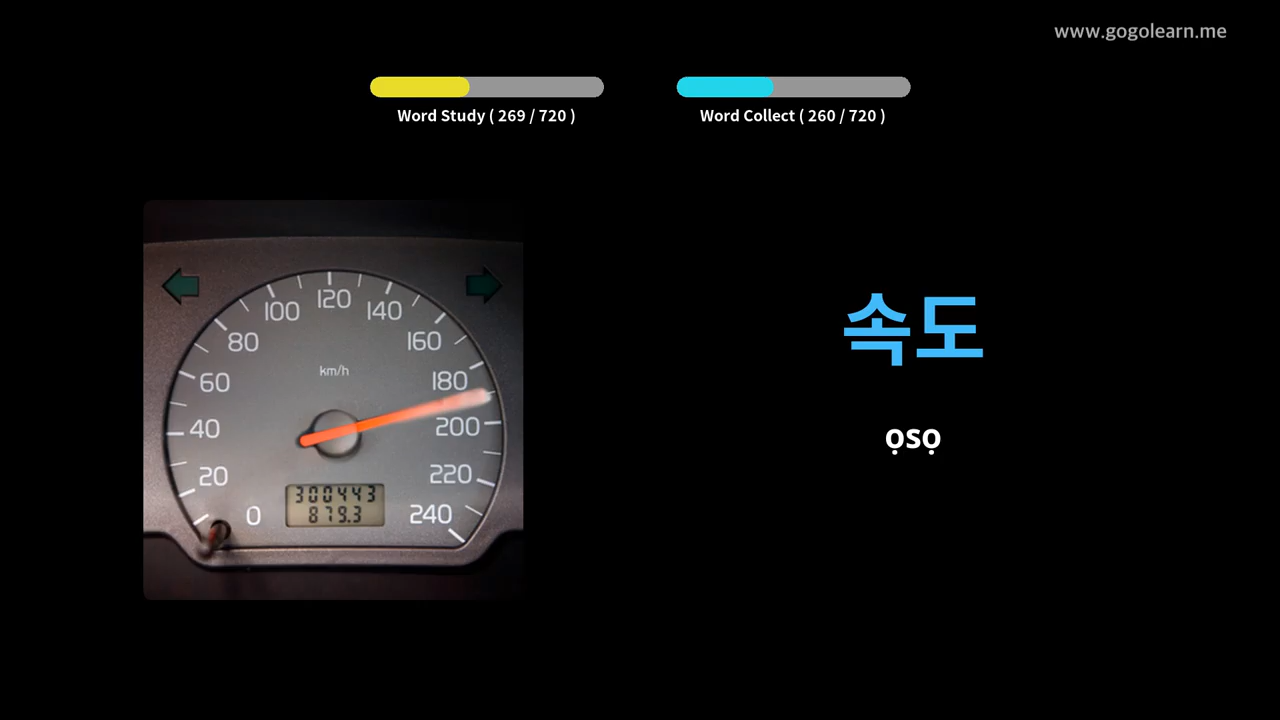 www.gogolearn.me
Word Study ( 269 / 720 )
Word Collect ( 260 / 720 )
120
100
140
80
160
km/h
60
180
40
200
20
220
0
240
300443
879.3
속도
ọsọ